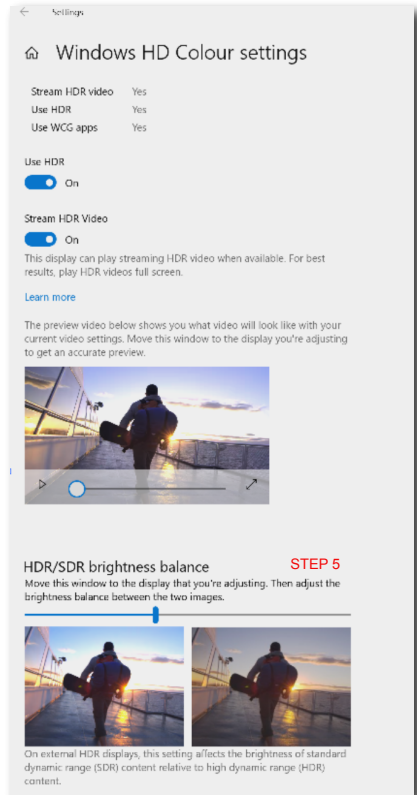 Settings
Windows HD Colour settings
Stream HDR video Yes
Use HDR Yes
Use WCG apps Yes
Use HDR
On
Stream HDR Video
On
This display can play streaming HDR video when available. For best
results, play HDR videos full screen.
Learn more
The preview video below shows you what video will look like with your
current video settings. Move this window to the display you're adjusting
to get an accurate preview.
HDR/SDR brightness balance STEP 5
Move this window to the display that you're adjusting. Then adjust the
brightness balance between the two images.
On external HDR displays, this setting affects the brightness of standard
dynamic range (SDR) content relative to high dynamic range (HDR)
content.